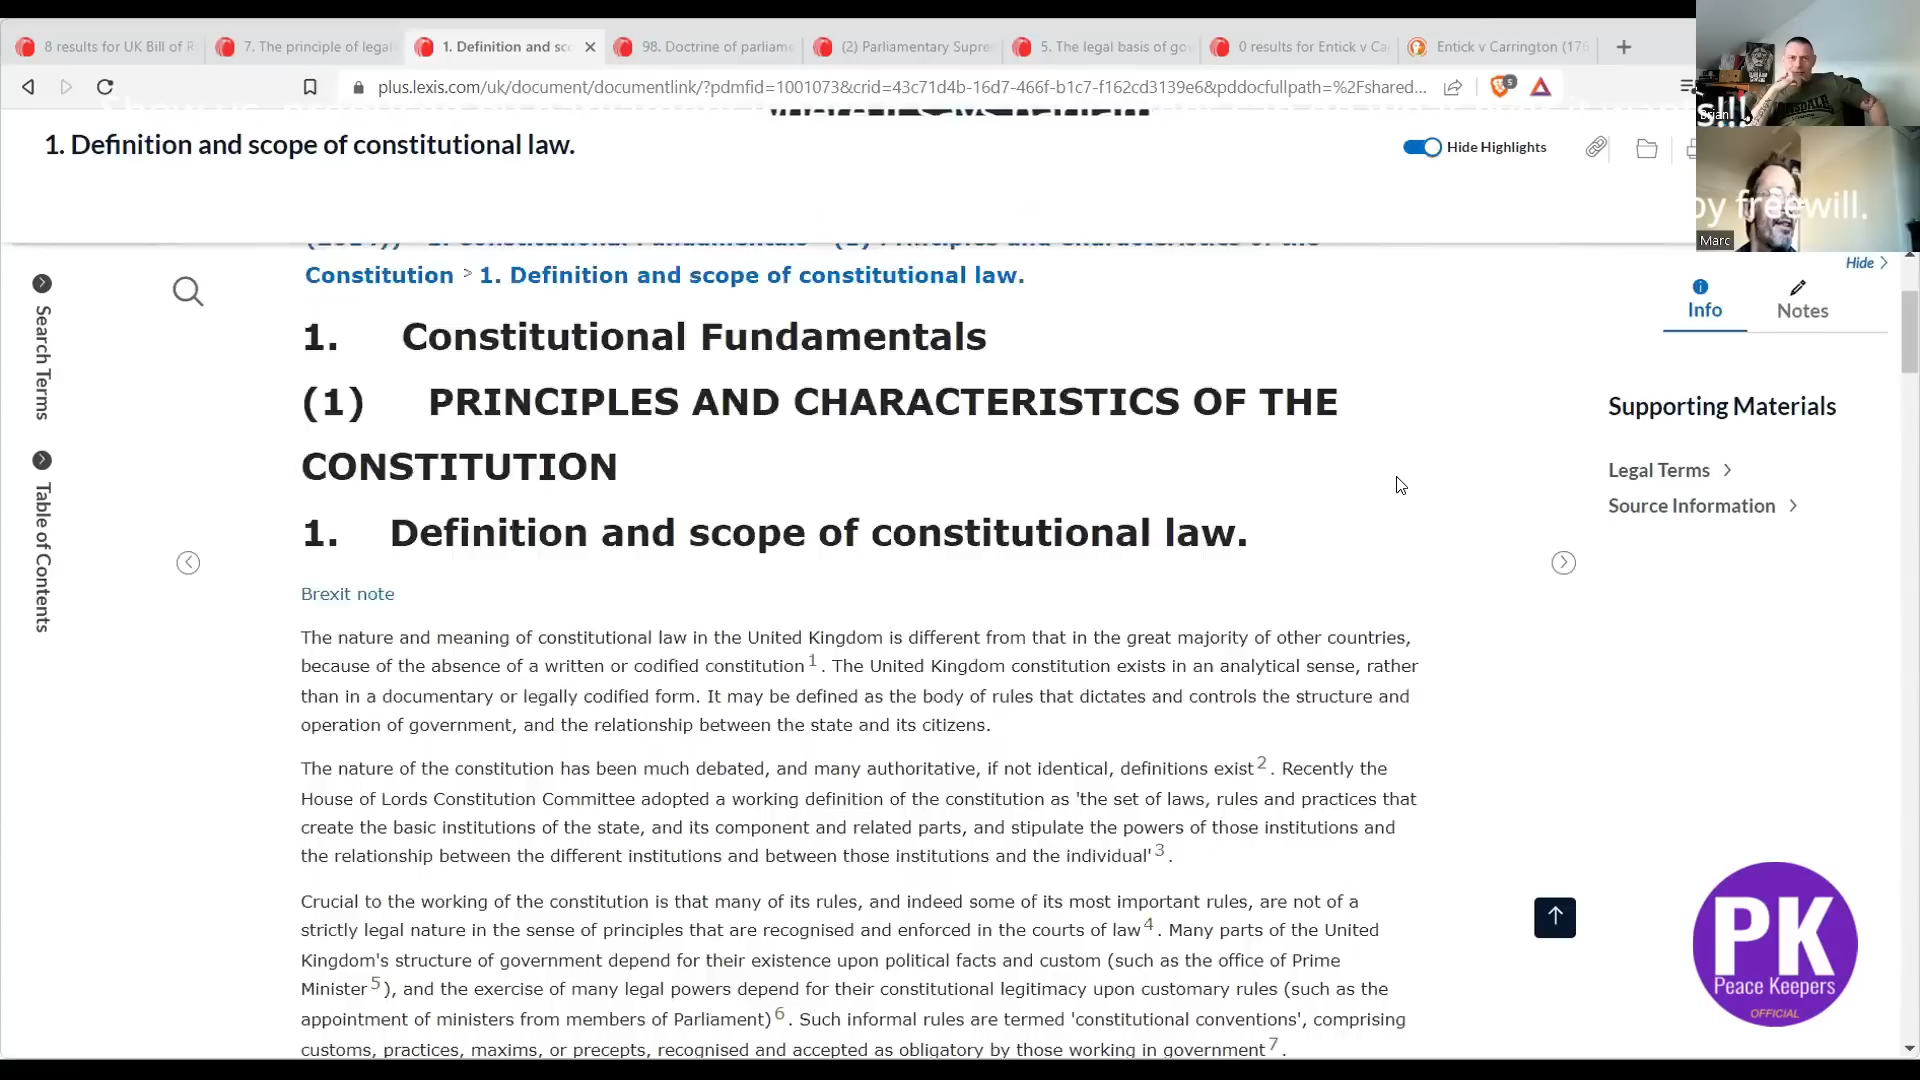 8 results for UK Bill of R
7. The principle of legal
1. Definition and sc
98. Doctrine of parliame
(2) Parliamentary Supre
5. The legal basis of go
0 results for Entick v Ca
Entick v Carrington (176
plus.lexis.com/uk/document/documentlink/?pdmfid=1001073&crid=43c71d4b-16d7-466f-b1c7-f162cd3139e6&pddocfullpath=%2Fshared...
5
Brian
1. Definition and scope of constitutional law.
Hide Highlights
by freewill.
Marc
Hide
Constitution > 1. Definition and scope of constitutional law.
Info
Notes
Search Terms
Table of Contents
1. Constitutional Fundamentals
(1) PRINCIPLES AND CHARACTERISTICS OF THE
CONSTITUTION
1. Definition and scope of constitutional law.
Supporting Materials
Legal Terms
Source Information
Brexit note
The nature and meaning of constitutional law in the United Kingdom is different from that in the great majority of other countries,
because of the absence of a written or codified constitution1. The United Kingdom constitution exists in an analytical sense, rather
than in a documentary or legally codified form. It may be defined as the body of rules that dictates and controls the structure and
operation of government, and the relationship between the state and its citizens.
The nature of the constitution has been much debated, and many authoritative, if not identical, definitions exist2. Recently the
House of Lords Constitution Committee adopted a working definition of the constitution as 'the set of laws, rules and practices that
create the basic institutions of the state, and its component and related parts, and stipulate the powers of those institutions and
the relationship between the different institutions and between those institutions and the individual'3.
Crucial to the working of the constitution is that many of its rules, and indeed some of its most important rules, are not of a
strictly legal nature in the sense of principles that are recognised and enforced in the courts of law4. Many parts of the United
Kingdom's structure of government depend for their existence upon political facts and custom (such as the office of Prime
Minister5), and the exercise of many legal powers depend for their constitutional legitimacy upon customary rules (such as the
appointment of ministers from members of Parliament)6. Such informal rules are termed 'constitutional conventions', comprising
customs, practices, maxims, or precepts, recognised and accepted as obligatory by those working in government7.
PK
Peace Keepers
OFFICIAL